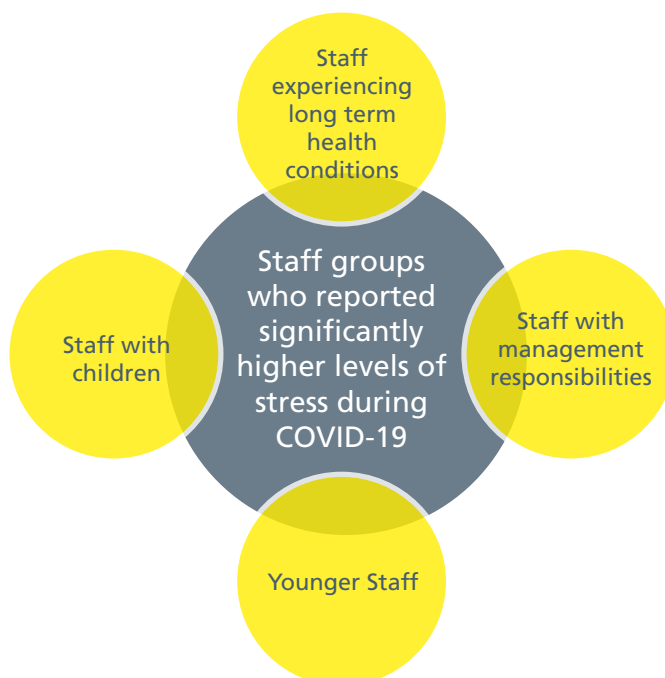 Staff
experiencing
long term
health
conditions
Staff groups
who reported
significantly
higher levels of
stress during
COVID-19
Staff with
children
Staff with
management
responsibilities
Younger Staff